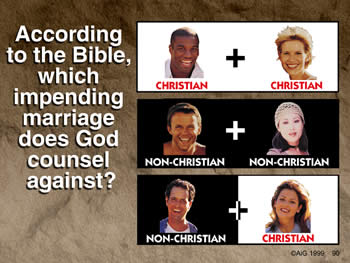 According
to the Bible,
which
impending
marriage
does God
counsel
against?
+
CHRISTIAN CHRISTIAN
+
NON-CHRISTIAN NON-CHRISTIAN
+
NON-CHRISTIAN CHRISTIAN
©AiG 1999 90